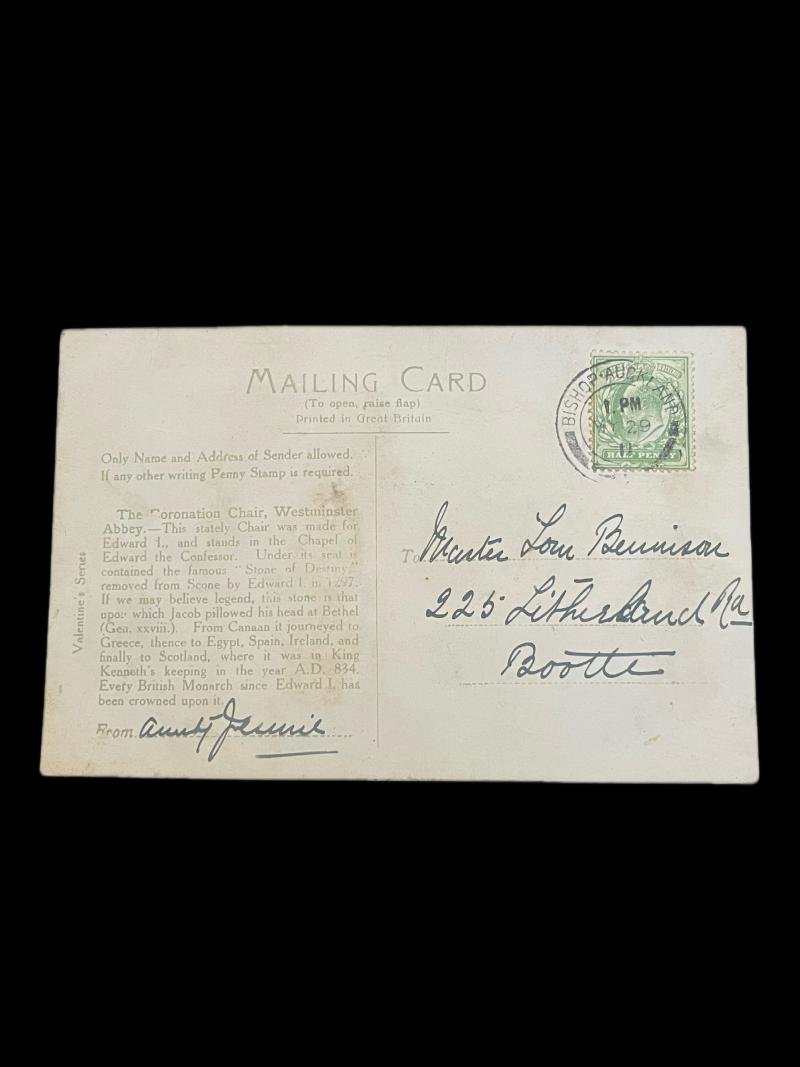 MAILING CARD
(To open, raise flap)
Printed in Great Britain
Only Name and Address of Sender allowed.
If any other writing Penny Stamp is required.
The Coronation Chair, Westminster
Abbey.—This stately Chair was made for
Edward I., and stands in the Chapel of
Edward the Confessor. Under its seat is
contained the famous "Stone of Destiny,"
removed from Scone by Edward I. in 1297.
If we may believe legend, this stone is that
upon which Jacob pillowed his head at Bethel
(Gen. xxviii.). From Canaan it journeyed to
Greece, thence to Egypt, Spain, Ireland, and
finally to Scotland, where it was in King
Kenneth's keeping in the year A.D. 834.
Every British Monarch since Edward I. has
been crowned upon it.
From Aunty Jennie
Valentine's Series
BISHOP·AUCKLAND
1 PM
MY 29
11
HALF PENNY
To Master Tom Bennison
225 Litherland Rd
Bootle